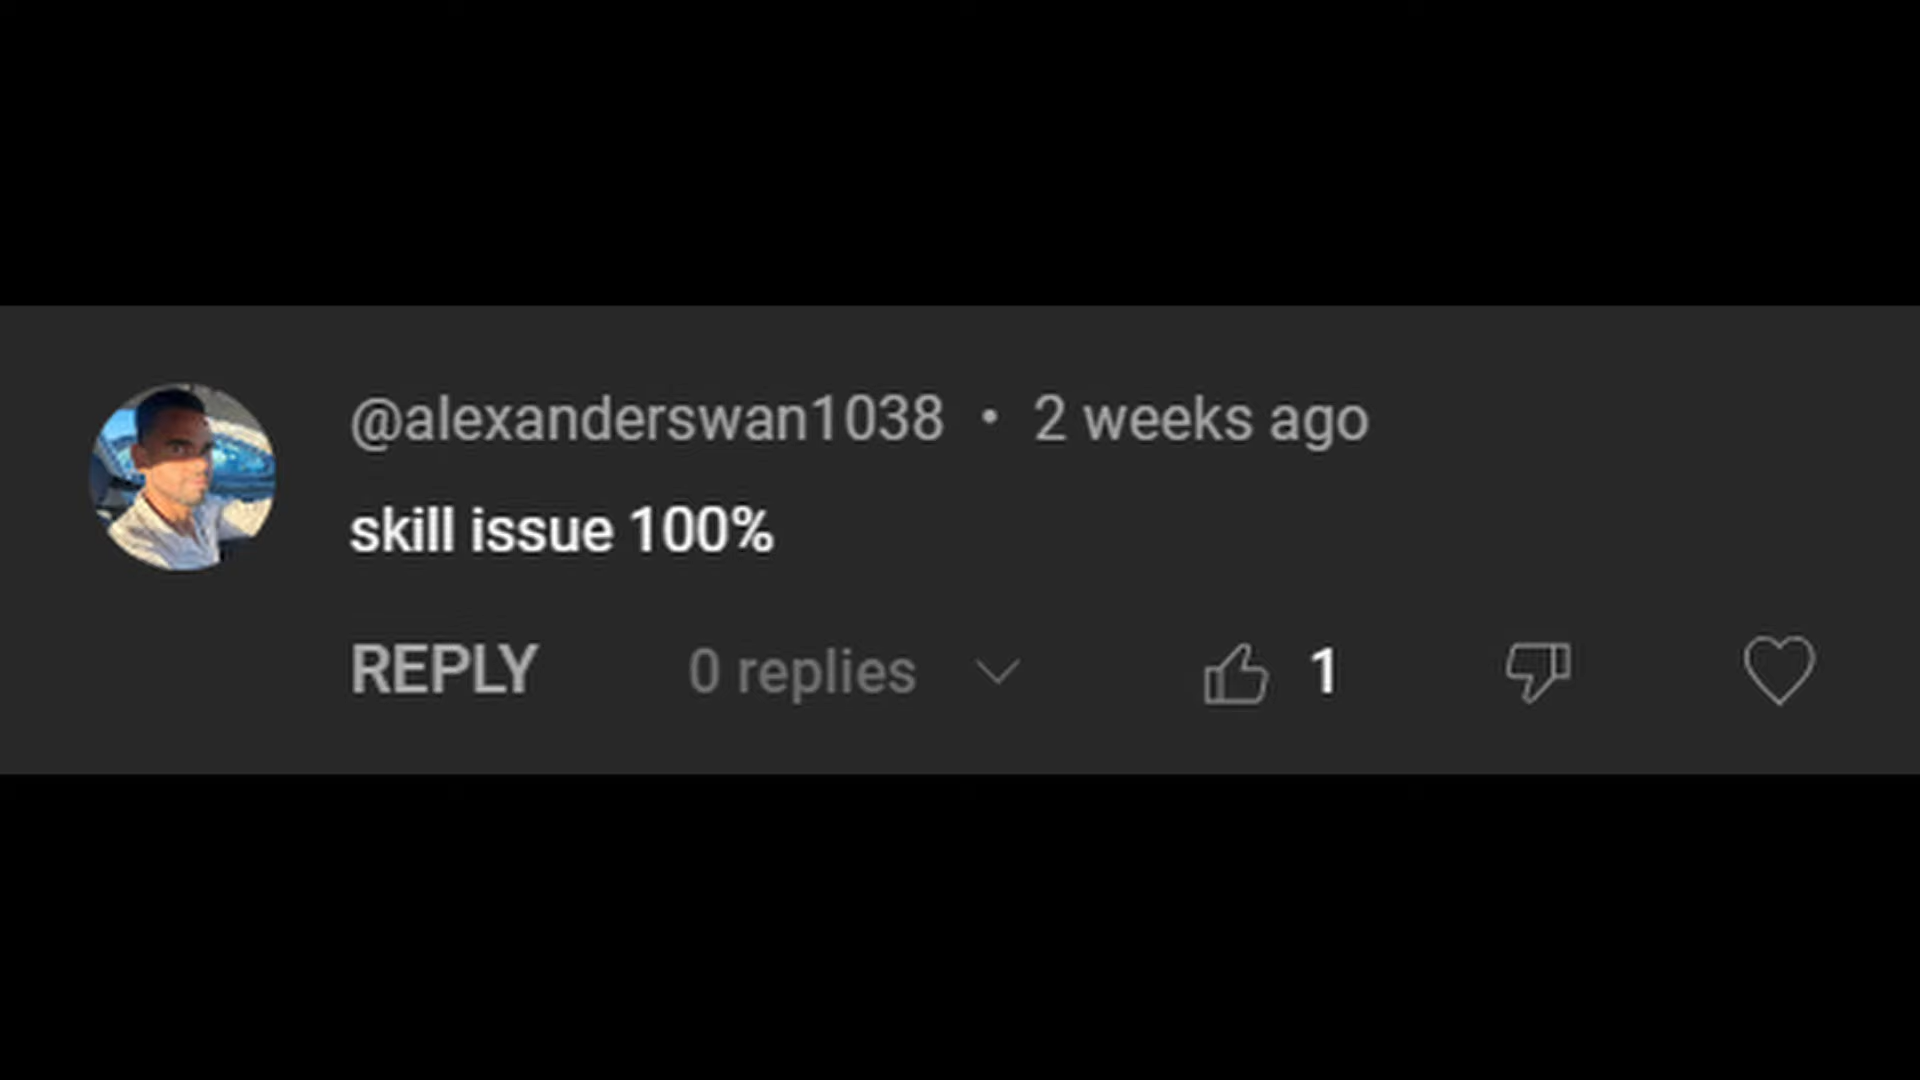 @alexanderswan1038 • 2 weeks ago
skill issue 100%
REPLY 0 replies 1